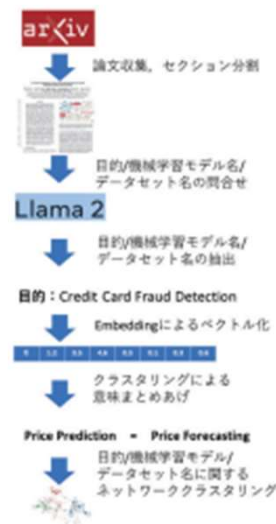 arXiv
論文収集，セクション分割
目的/機械学習モデル名/
データセット名の問合せ
Llama 2
目的/機械学習モデル名/
データセット名の抽出
目的：Credit Card Fraud Detection
Embeddingによるベクトル化
クラスタリングによる
意味まとめあげ
Price Prediction = Price Forecasting
目的/機械学習モデル/
データセット名に関する
ネットワーククラスタリング